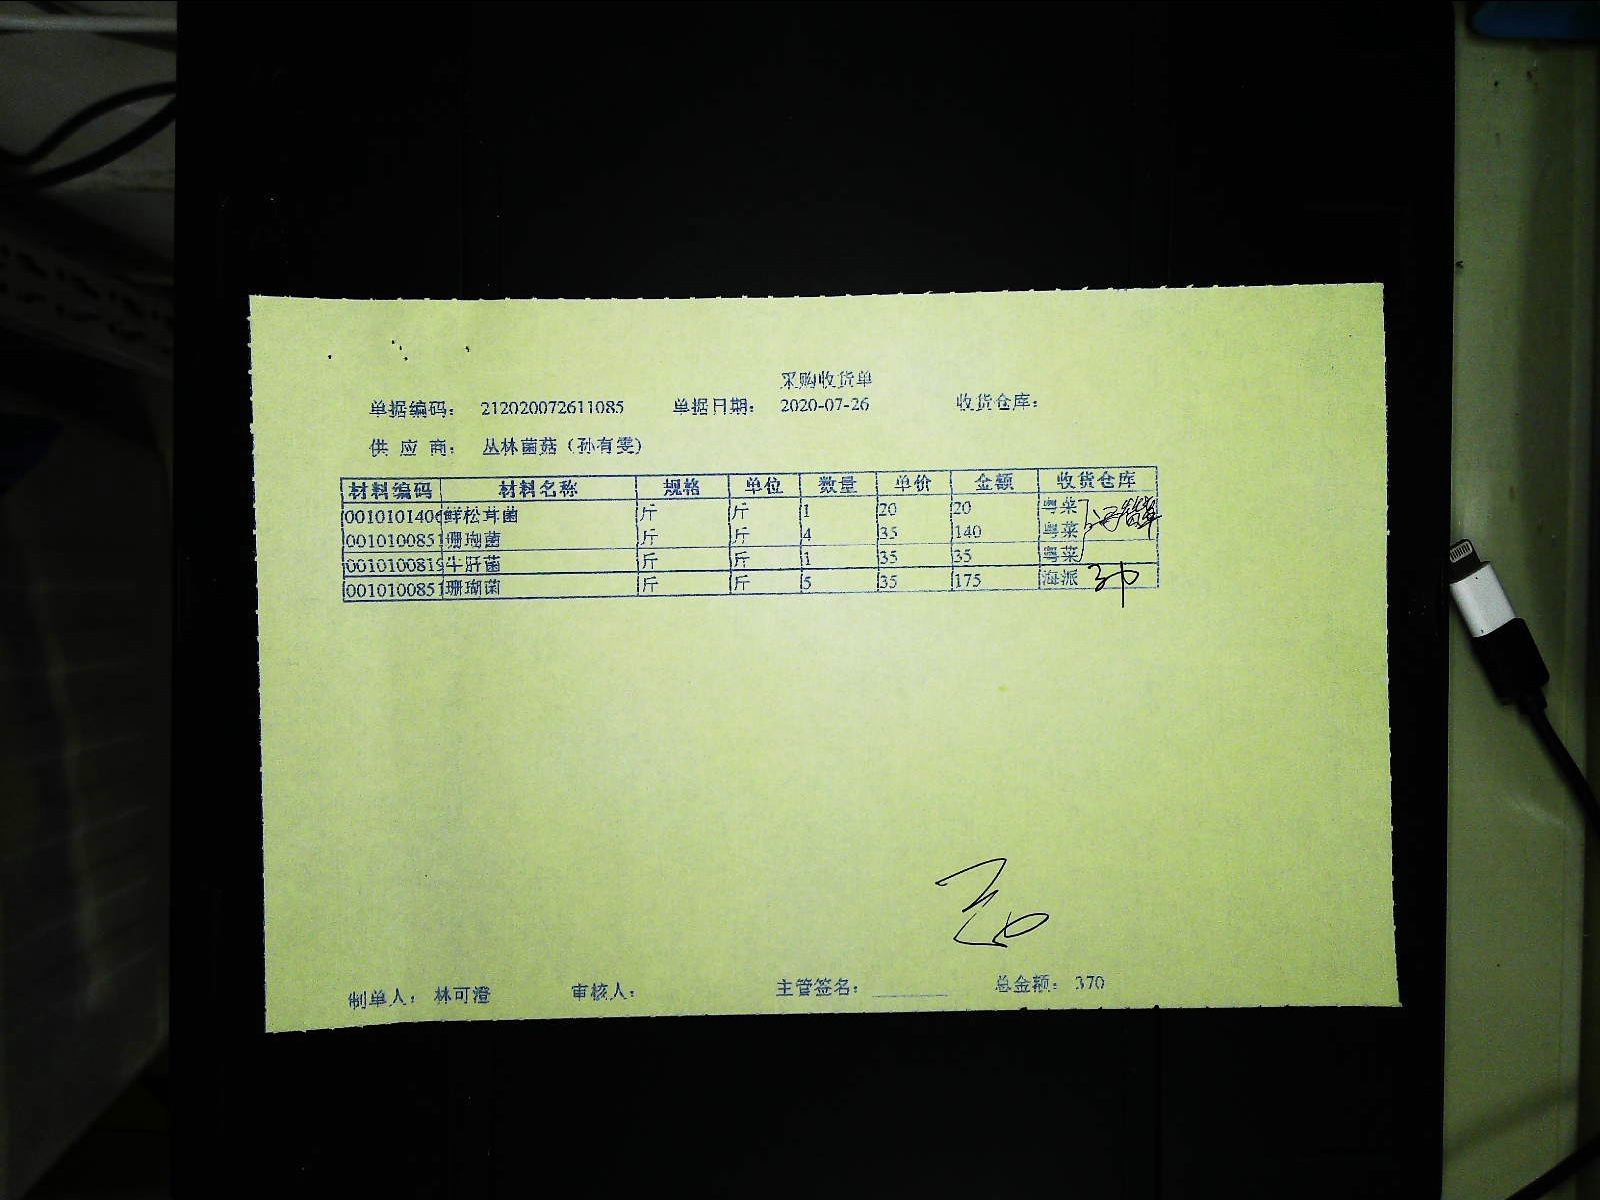 采购收货单
单据编码： 212020072611085 单据日期： 2020-07-26 收货仓库：
供 应 商： 丛林菌菇（孙有雯）
材料编码 材料名称 规格 单位 数量 单价 金额 收货仓库
001010140 鲜松茸菌 斤 斤 1 20 20 粤菜
0010100851 珊瑚菌 斤 斤 4 35 140 粤菜
001010081 牛肝菌 斤 斤 1 35 35 粤菜
0010100851 珊瑚菌 斤 斤 5 35 175 海派
制单人： 林可澄 审核人： 主管签名： 总金额： 370